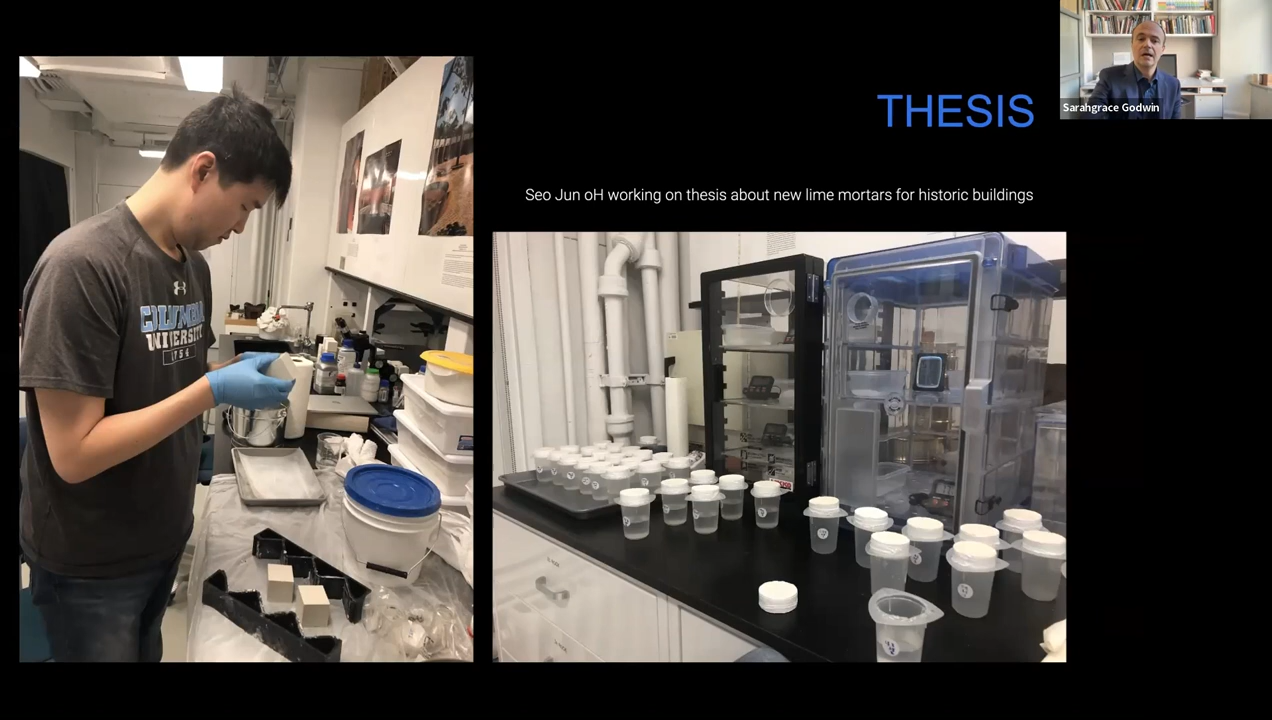 THESIS
Sarahgrace Godwin
Seo Jun oH working on thesis about new lime mortars for historic buildings
COLUMBIA
UNIVERSITY